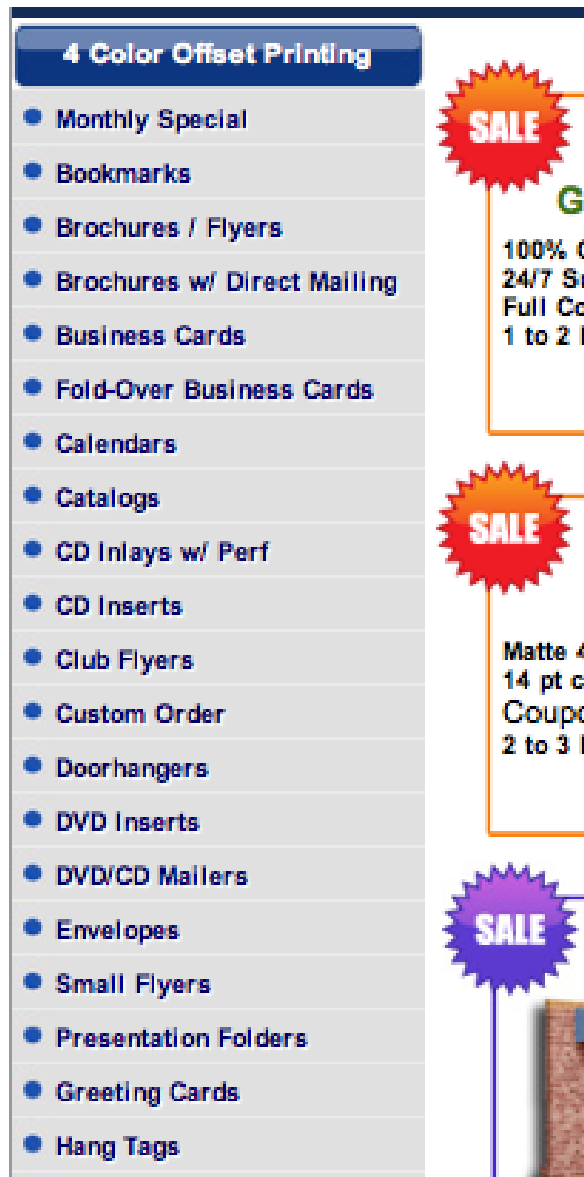 4 Color Offset Printing
Monthly Special
Bookmarks
Brochures / Flyers
Brochures w/ Direct Mailing
Business Cards
Fold-Over Business Cards
Calendars
Catalogs
CD Inlays w/ Perf
CD Inserts
Club Flyers
Custom Order
Doorhangers
DVD Inserts
DVD/CD Mailers
Envelopes
Small Flyers
Presentation Folders
Greeting Cards
Hang Tags
SALE
G
100%
24/7
Full
1 to 2
SALE
Matte 4
14 pt
2 to 3
SALE